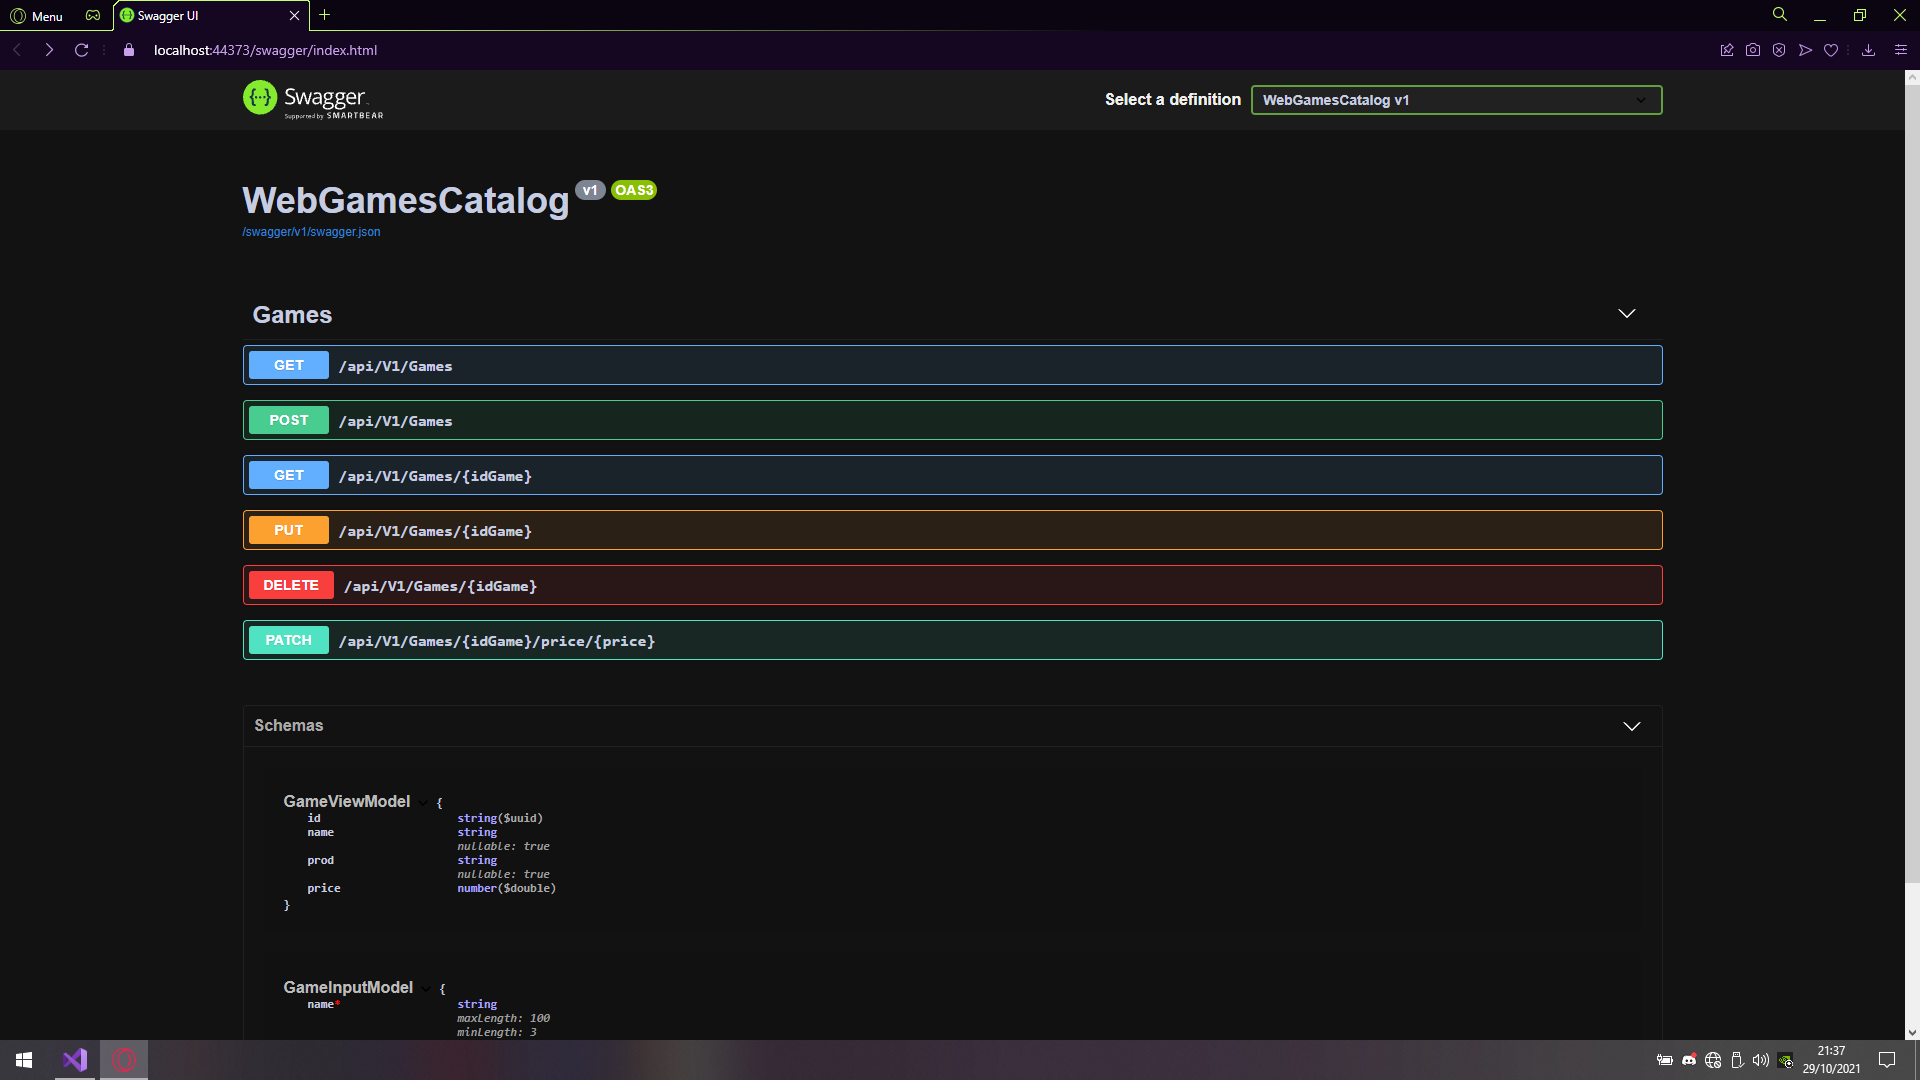 Menu
Swagger UI
localhost:44373/swagger/index.html
{···} Swagger
Supported by SMARTBEAR
Select a definition
WebGamesCatalog v1
WebGamesCatalog v1 OAS3
/swagger/v1/swagger.json
Games
GET /api/V1/Games
POST /api/V1/Games
GET /api/V1/Games/{idGame}
PUT /api/V1/Games/{idGame}
DELETE /api/V1/Games/{idGame}
PATCH /api/V1/Games/{idGame}/price/{price}
Schemas
GameViewModel {
id string($uuid)
name string
nullable: true
prod string
nullable: true
price number($double)
}
GameInputModel {
name* string
maxLength: 100
minLength: 3
21:37
29/10/2021